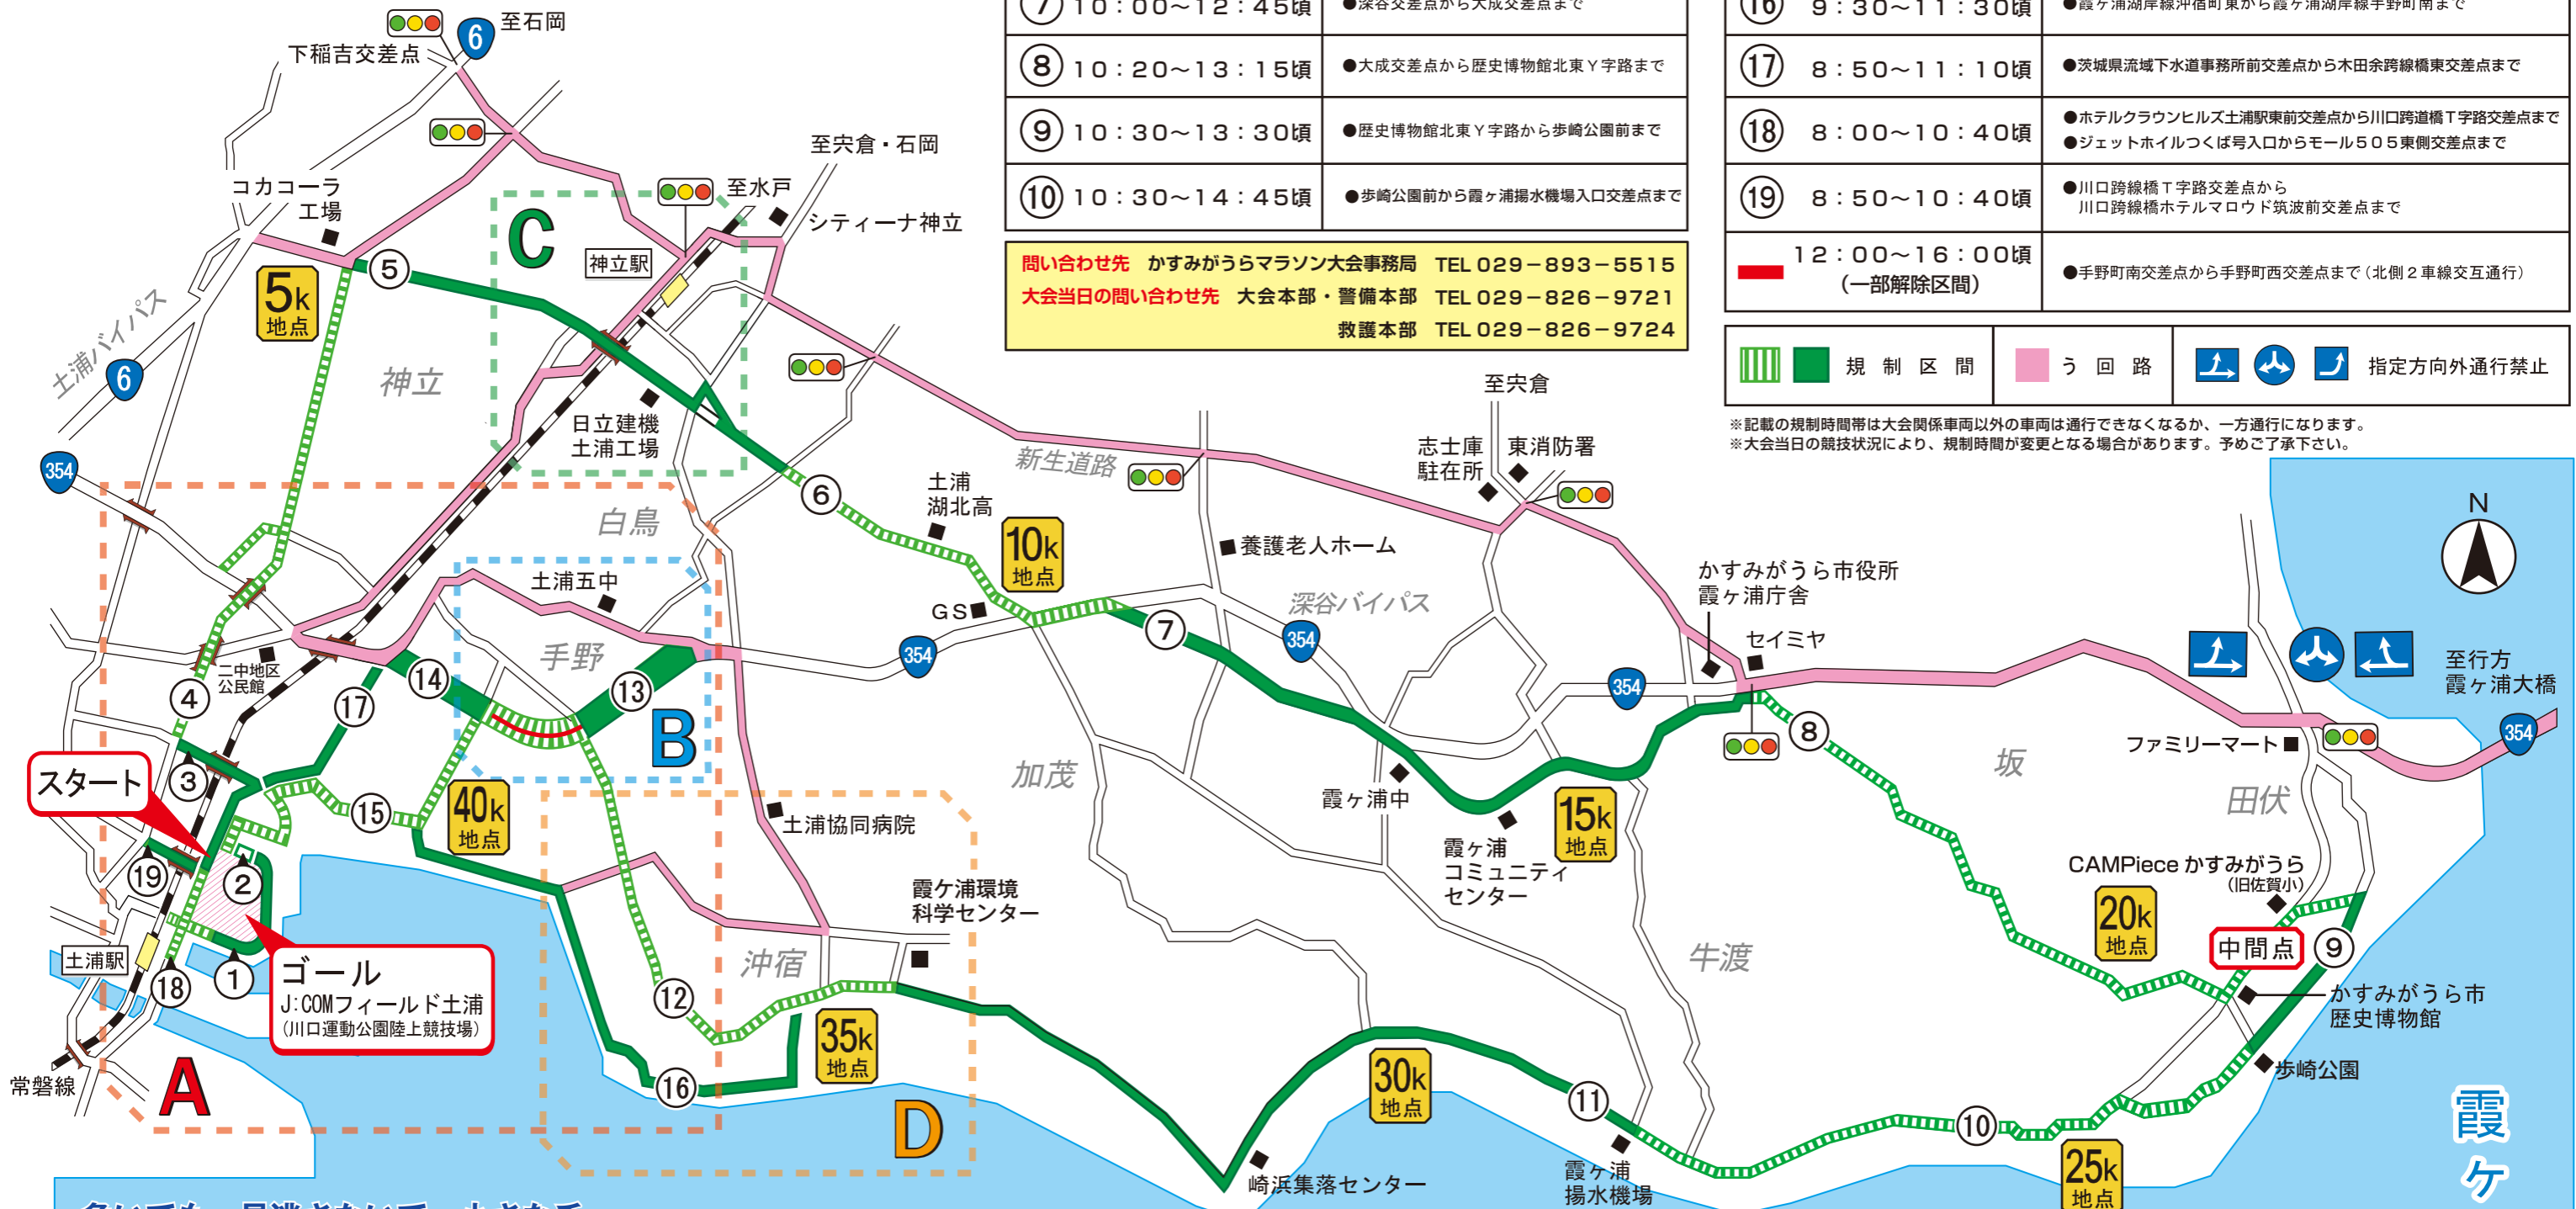 ⑦ 10：00～12：45頃 ●深谷交差点から大成交差点まで
⑧ 10：20～13：15頃 ●大成交差点から歴史博物館北東Y字路まで
⑨ 10：30～13：30頃 ●歴史博物館北東Y字路から歩崎公園前まで
⑩ 10：30～14：45頃 ●歩崎公園前から霞ヶ浦揚水機場入口交差点まで
⑯ 9：30～11：30頃 ●霞ヶ浦湖岸線沖宿町東から霞ヶ浦湖岸線手野町南まで
⑰ 8：50～11：10頃 ●茨城県流域下水道事務所前交差点から木田余跨線橋東交差点まで
⑱ 8：00～10：40頃 ●ホテルクラウンヒルズ土浦駅東前交差点から川口跨道橋T字路交差点まで
●ジェットホイルつくば号入口からモール505東側交差点まで
⑲ 8：50～10：40頃 ●川口跨線橋T字路交差点から
川口跨線橋ホテルマロウド筑波前交差点まで
12：00～16：00頃
（一部解除区間）
●手野町南交差点から手野町西交差点まで（北側２車線交互通行）
問い合わせ先 かすみがうらマラソン大会事務局 TEL 029－893－5515
大会当日の問い合わせ先 大会本部・警備本部 TEL 029－826－9721
救護本部 TEL 029－826－9724
規制区間
う回路
指定方向外通行禁止
※記載の規制時間帯は大会関係車両以外の車両は通行できなくなるか、一方通行になります。
※大会当日の競技状況により、規制時間が変更となる場合があります。予めご了承下さい。
6
至石岡
下稲吉交差点
至宍倉・石岡
コカコーラ
工場
至水戸
シティーナ神立
C
神立駅
5k
地点
⑤
土浦バイパス
6
神立
日立建機
土浦工場
至宍倉
志士庫
駐在所
東消防署
新生道路
354
白鳥
⑥
土浦
湖北高
10k
地点
養護老人ホーム
N
土浦五中
GS
深谷バイパス
354
かすみがうら市役所
霞ヶ浦庁舎
セイミヤ
⑦
354
354
手野
二中地区
公民館
④
⑰
⑭
⑬
B
至行方
霞ヶ浦大橋
354
ファミリーマート
⑧
坂
田伏
スタート
③
⑮
40k
地点
加茂
霞ヶ浦中
15k
地点
土浦協同病院
霞ヶ浦
コミュニティ
センター
CAMPiece かすみがうら
（旧佐賀小）
⑲
②
霞ケ浦環境
科学センター
20k
地点
中間点
⑨
土浦駅
⑱
①
ゴール
J:COMフィールド土浦
（川口運動公園陸上競技場）
沖宿
⑫
牛渡
かすみがうら市
歴史博物館
35k
地点
30k
地点
歩崎公園
常磐線
A
⑯
D
⑪
⑩
霞ヶ
崎浜集落センター
霞ヶ浦
揚水機場
25k
地点